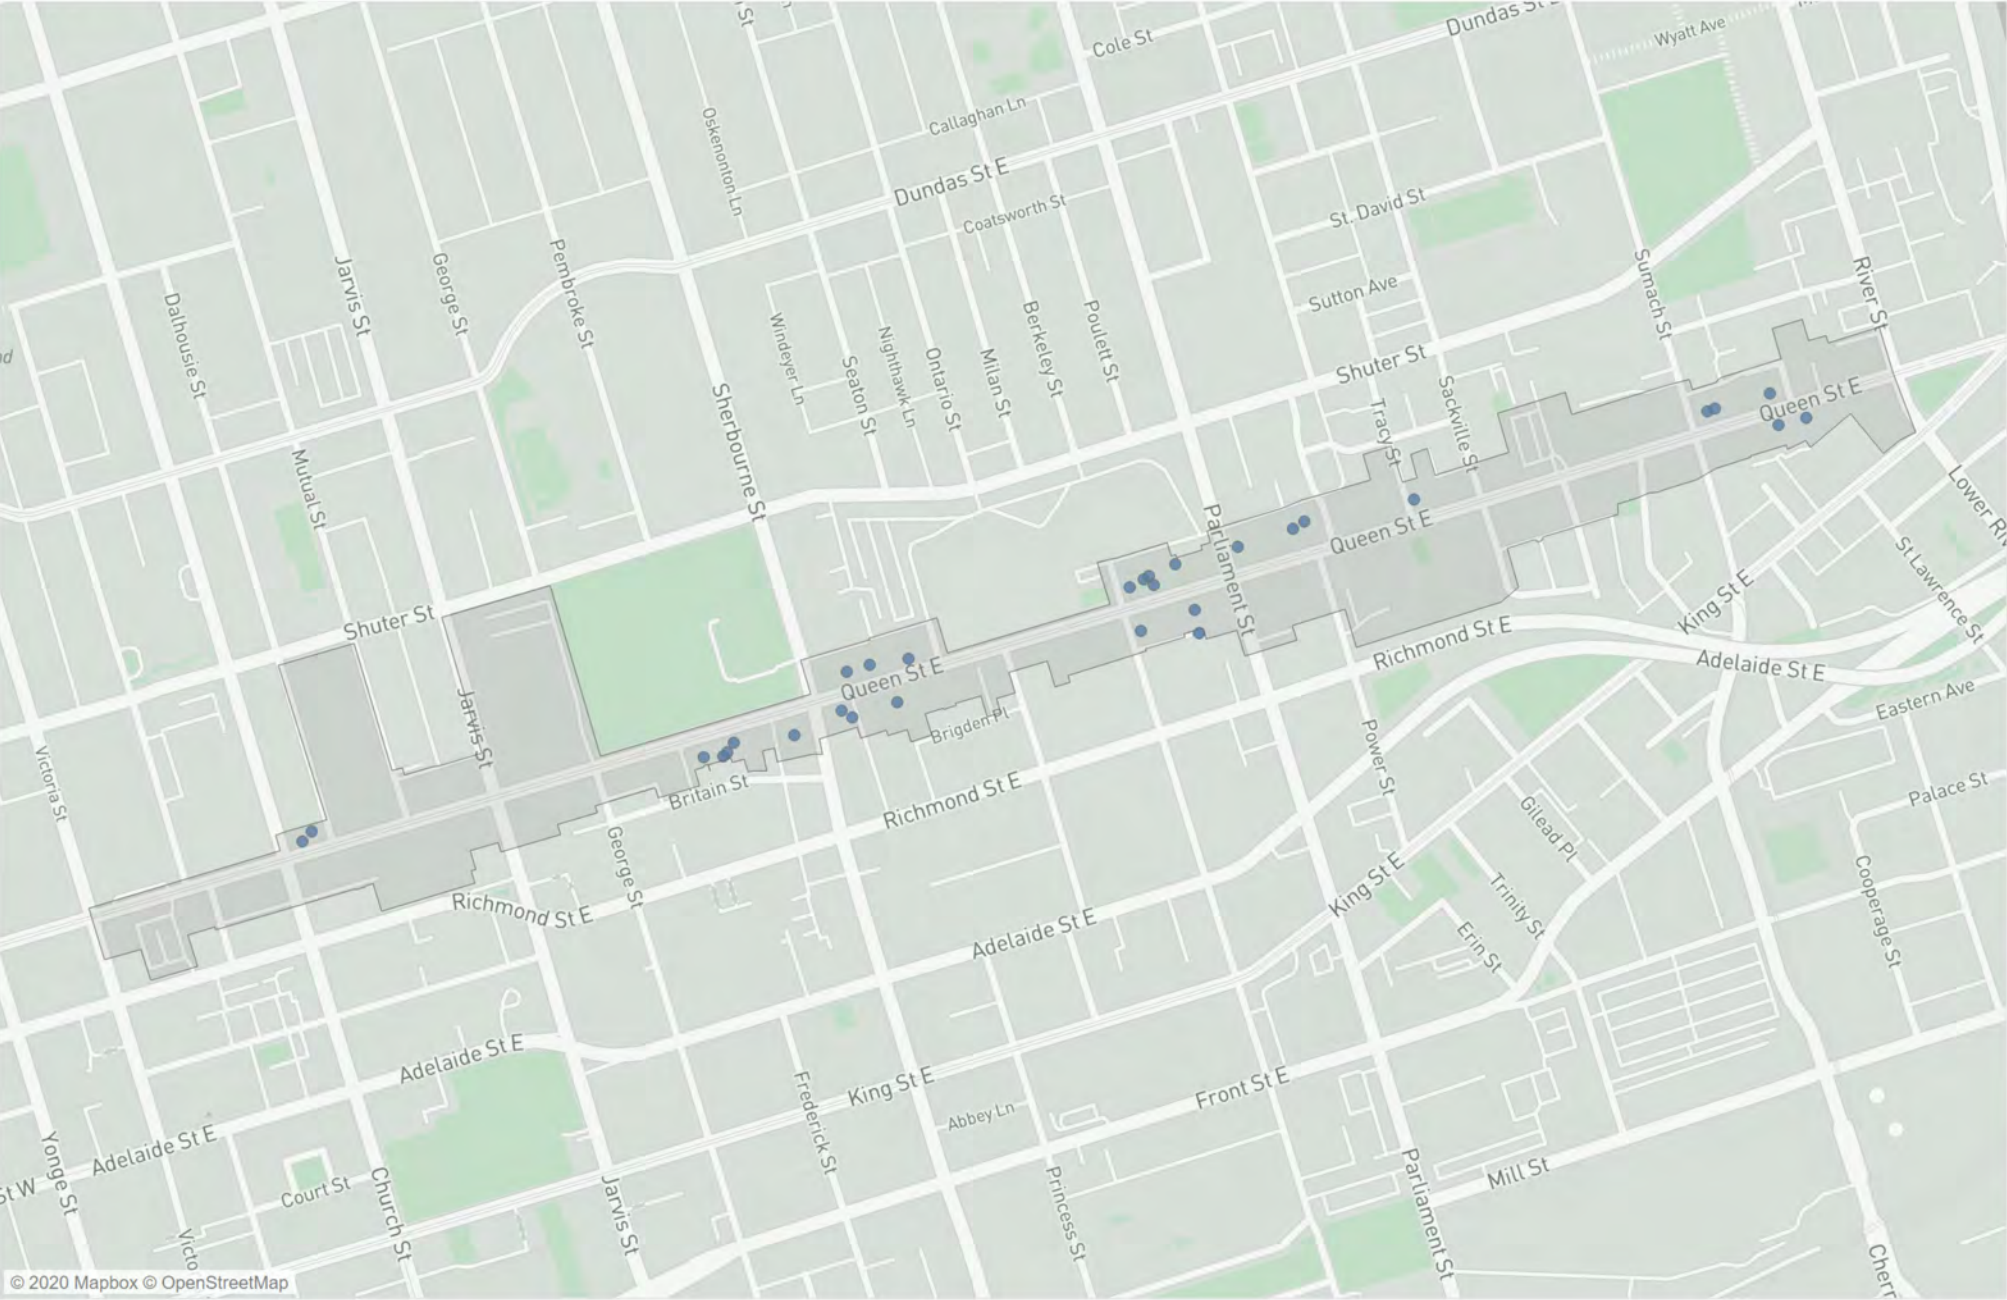 Dundas St E
Wyatt Ave
Cole St
Callaghan Ln
Oskenonton Ln
Dundas St E
Coatsworth St
St. David St
Jarvis St
George St
Pembroke St
Sutton Ave
Sumach St
River St
Dalhousie St
Windeyer Ln
Seaton St
Nighthawk Ln
Ontario St
Milan St
Berkeley St
Poulett St
Shuter St
Sherbourne St
Tracy St
Sackville St
Queen St E
Mutual St
Parliament St
Queen St E
Lower Ri
St Lawrence St
King St E
Shuter St
Richmond St E
Adelaide St E
Queen St E
Jarvis St
Brigden Pl
Eastern Ave
Victoria St
Britain St
Richmond St E
Power St
Palace St
Gilead Pl
George St
Cooperage St
Richmond St E
King St E
Trinity St
Adelaide St E
Erin St
Adelaide St E
King St E
Front St E
Frederick St
Abbey Ln
Adelaide St E
Yonge St
St W
Court St
Church St
Jarvis St
Princess St
Parliament St
Mill St
Victo
Cherr
© 2020 Mapbox © OpenStreetMap